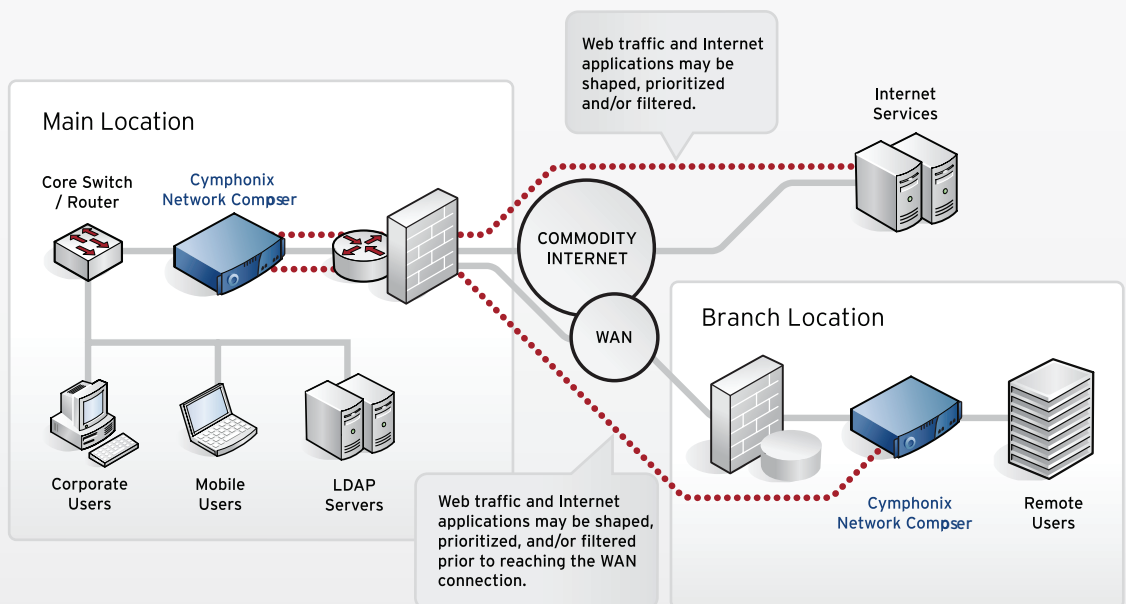 Web traffic and Internet
applications may be
shaped, prioritized
and/or filtered.
Internet
Services
Main Location
Core Switch
/ Router
Cymphonix
Network Composer
COMMODITY
INTERNET
WAN
Branch Location
Corporate
Users
Mobile
Users
LDAP
Servers
Web traffic and Internet
applications may be shaped,
prioritized, and/or filtered
prior to reaching the WAN
connection.
Cymphonix
Network Composer
Remote
Users